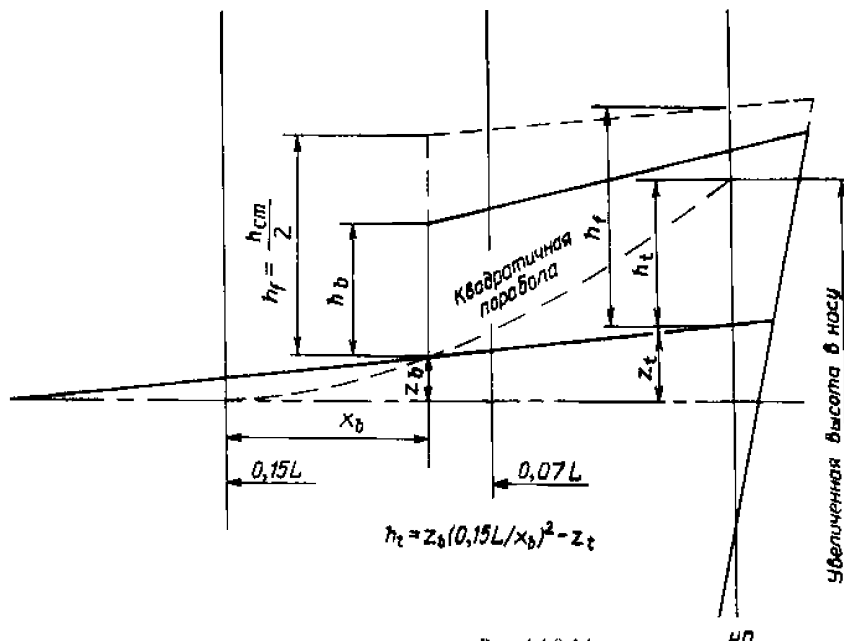 h_f = h_ст / 2
h_b
h_f
h_t
Квадратичная
парабола
z_b
z_t
x_b
0,15L
0,07L
h_t = z_b(0,15L/x_b)² - z_t
Увеличенная высота в носу
НП